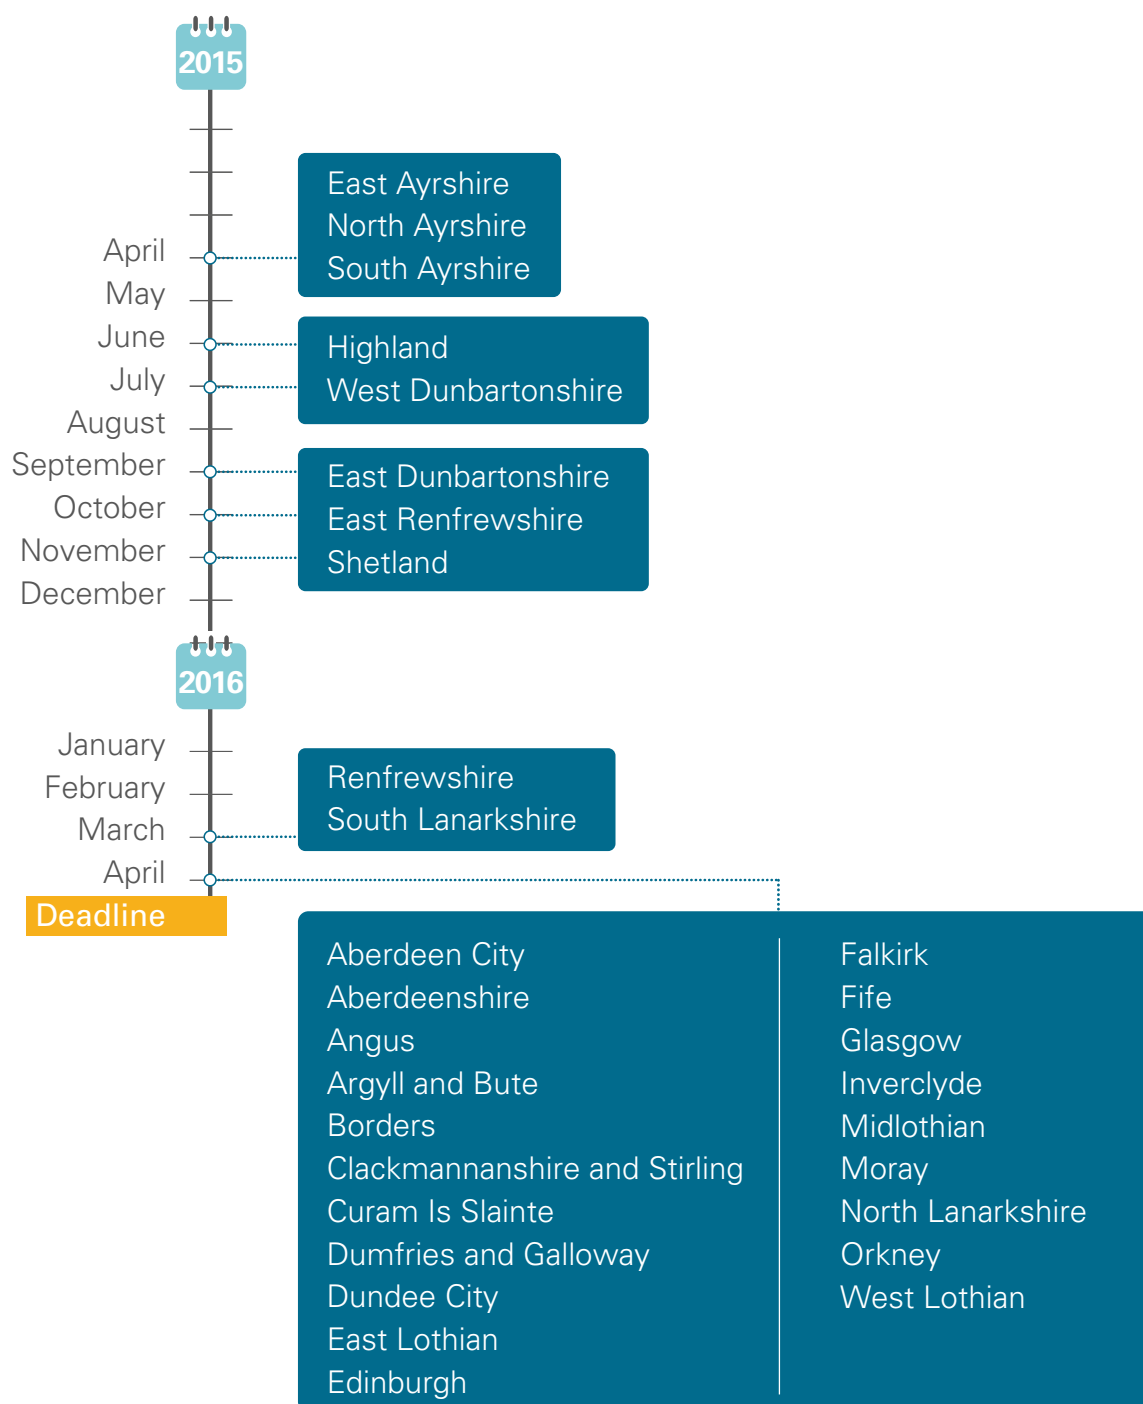 2015
April
May
June
July
August
September
October
November
December
East Ayrshire
North Ayrshire
South Ayrshire
Highland
West Dunbartonshire
East Dunbartonshire
East Renfrewshire
Shetland
2016
January
February
March
April
Deadline
Renfrewshire
South Lanarkshire
Aberdeen City
Aberdeenshire
Angus
Argyll and Bute
Borders
Clackmannanshire and Stirling
Curam Is Slainte
Dumfries and Galloway
Dundee City
East Lothian
Edinburgh
Falkirk
Fife
Glasgow
Inverclyde
Midlothian
Moray
North Lanarkshire
Orkney
West Lothian